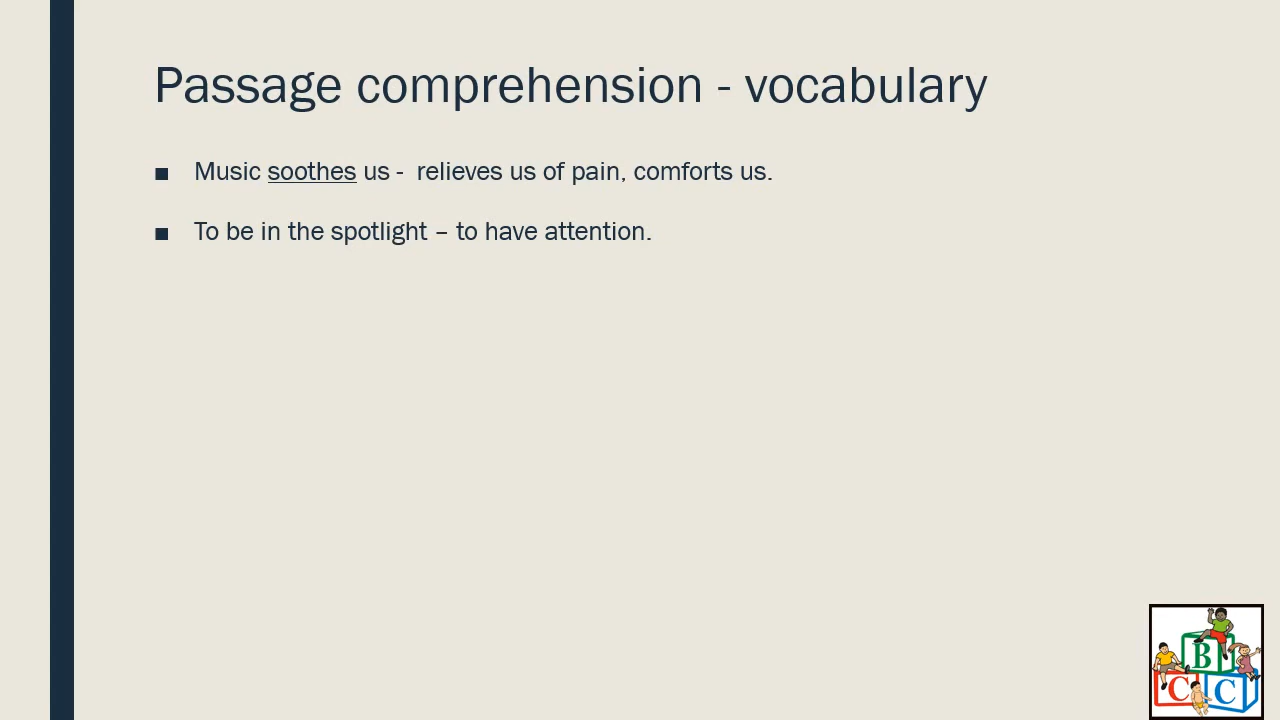 Passage comprehension - vocabulary
■ Music soothes us -  relieves us of pain, comforts us.
■ To be in the spotlight – to have attention.
B
C C